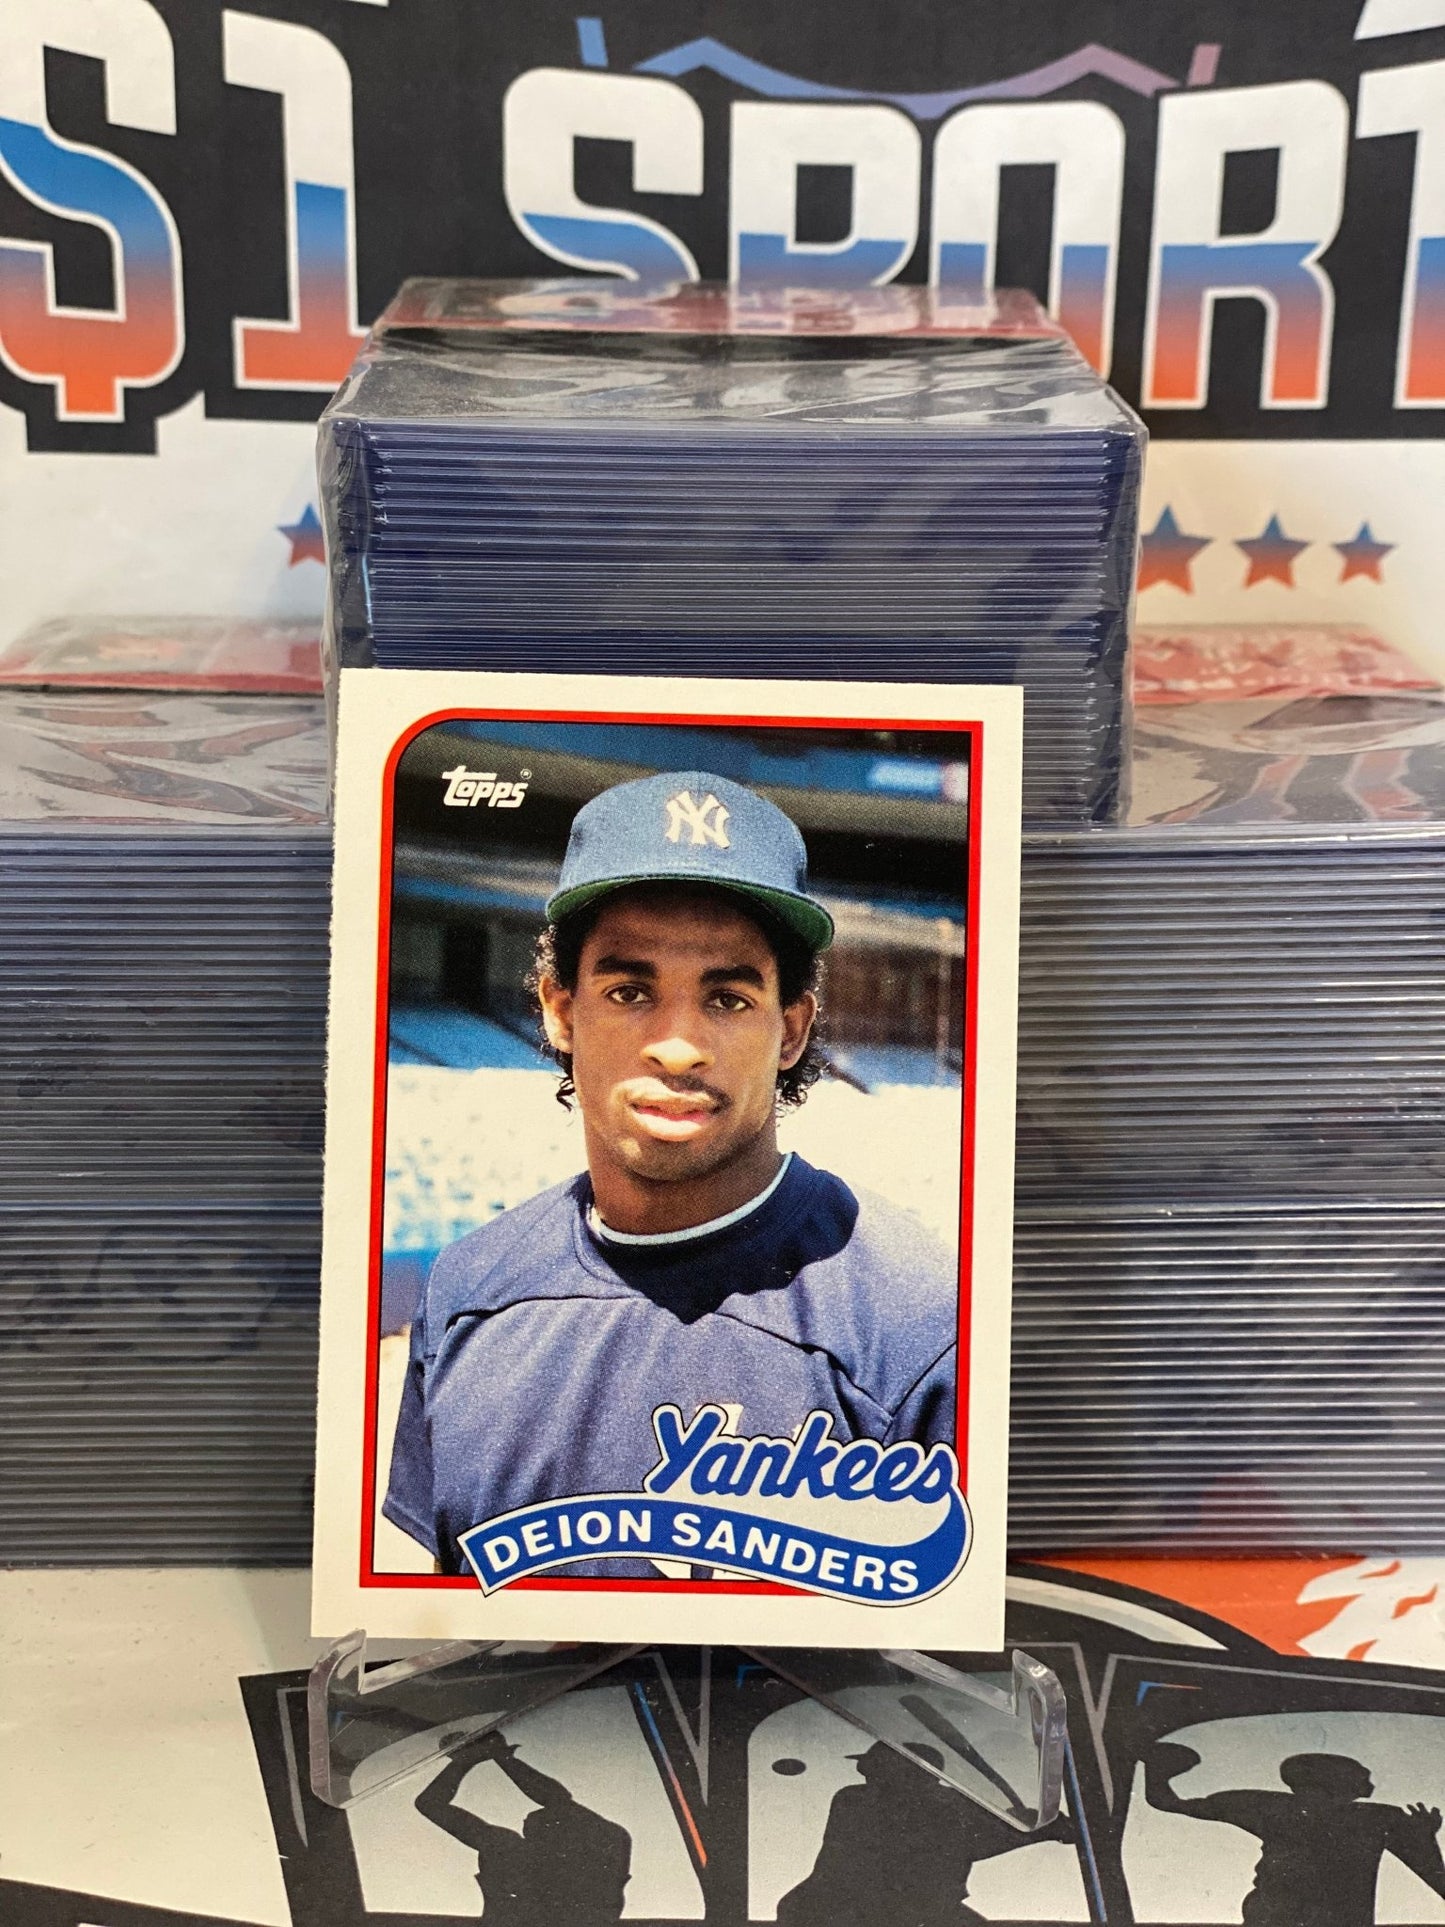 $1 SPORT
topps®
NY
Yankees
DEION SANDERS